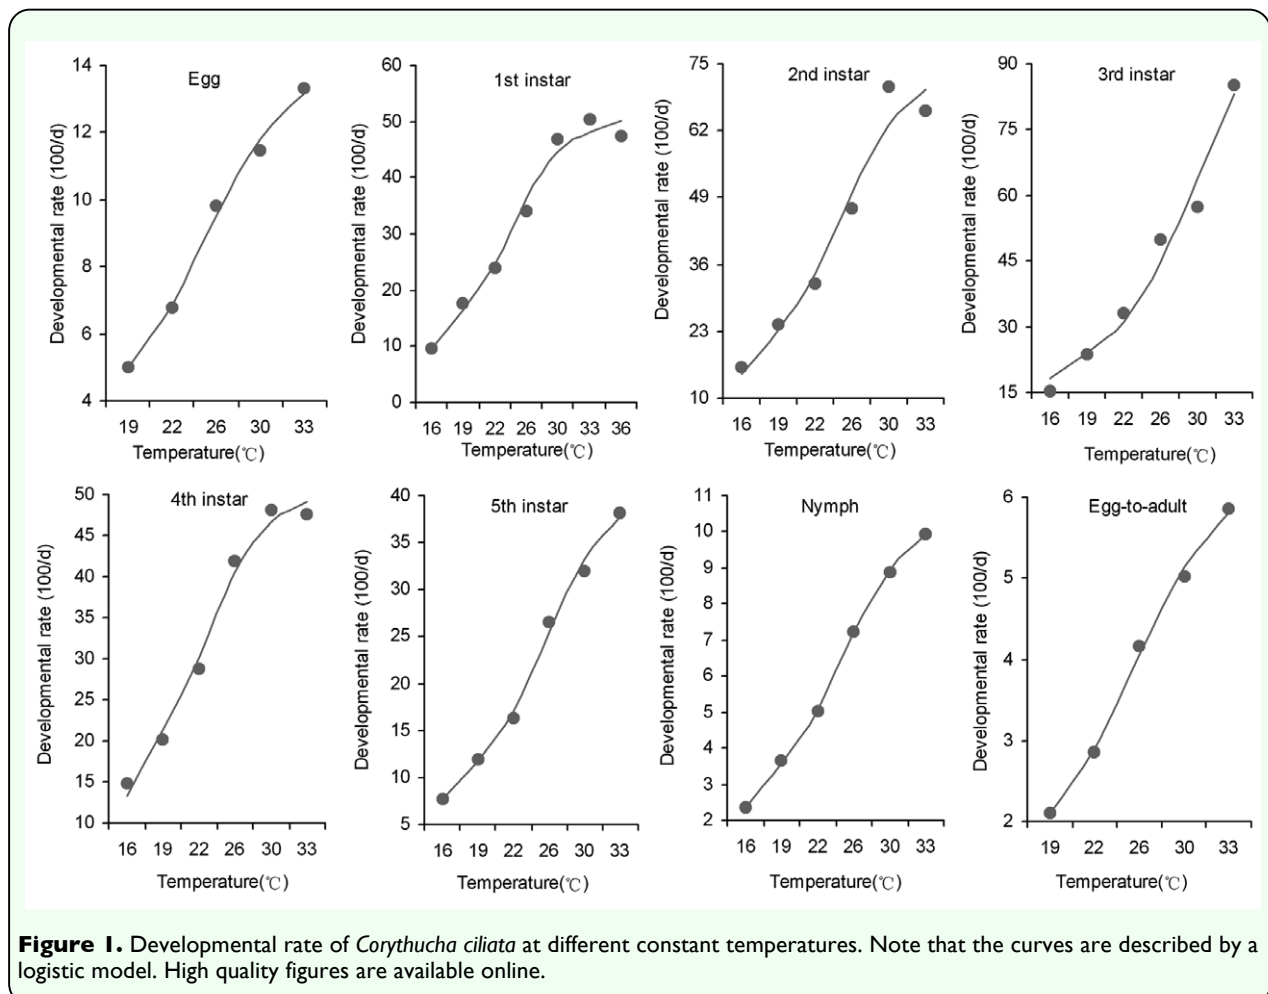 Egg
Developmental rate (100/d)
14
12
10
8
6
4
19 22 26 30 33
Temperature(℃)
1st instar
Developmental rate (100/d)
60
50
40
30
20
10
0
16 19 22 26 30 33 36
Temperature(℃)
2nd instar
Developmental rate (100/d)
75
62
49
36
23
10
16 19 22 26 30 33
Temperature(℃)
3rd instar
Developmental rate (100/d)
90
75
60
45
30
15
16 19 22 26 30 33
Temperature(℃)
4th instar
Developmental rate (100/d)
50
45
40
35
30
25
20
15
10
16 19 22 26 30 33
Temperature(℃)
5th instar
Developmental rate (100/d)
40
35
30
25
20
15
10
5
16 19 22 26 30 33
Temperature(℃)
Nymph
Developmental rate (100/d)
11
10
9
8
7
6
5
4
3
2
16 19 22 26 30 33
Temperature(℃)
Egg-to-adult
Developmental rate (100/d)
6
5
4
3
2
19 22 26 30 33
Temperature(℃)
Figure 1. Developmental rate of Corythucha ciliata at different constant temperatures. Note that the curves are described by a
logistic model. High quality figures are available online.